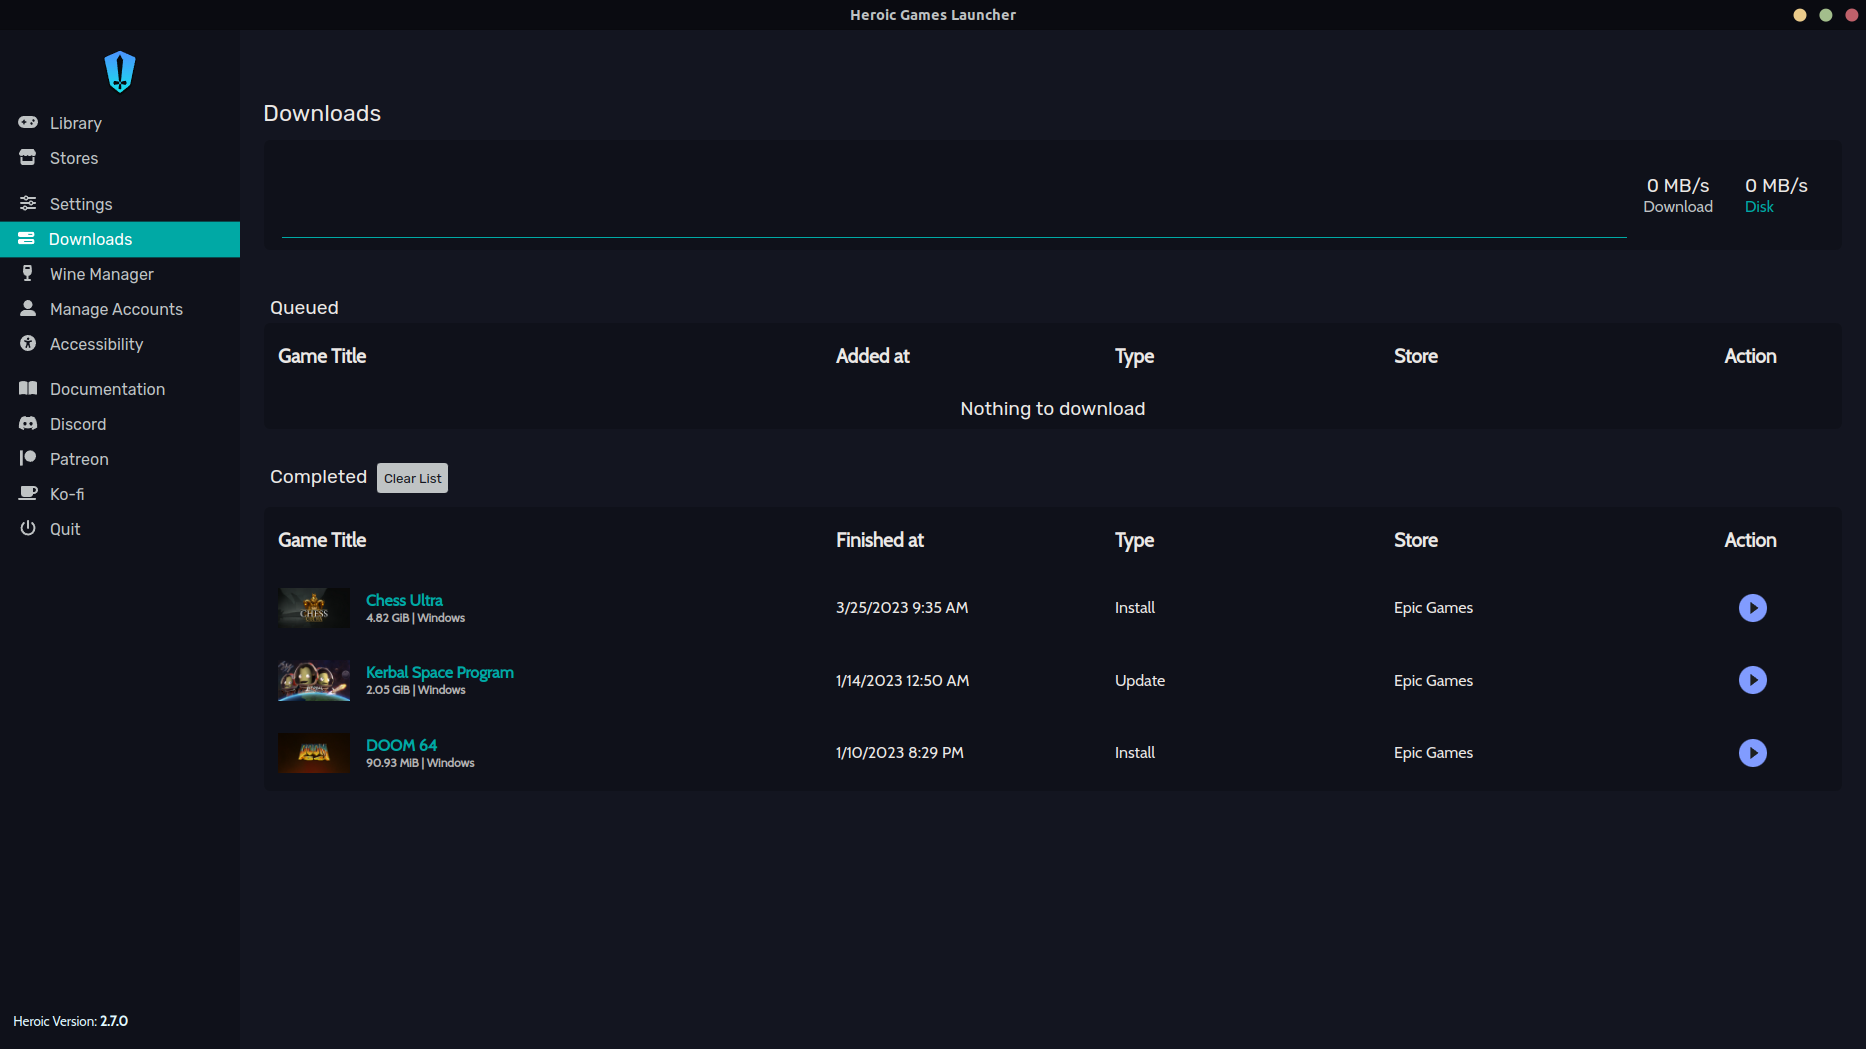 Heroic Games Launcher
Library
Stores
Settings
Downloads
Wine Manager
Manage Accounts
Accessibility
Documentation
Discord
Patreon
Ko-fi
Quit
Heroic Version: 2.7.0
Downloads
0 MB/s 0 MB/s
Download Disk
Queued
Game Title Added at Type Store Action
Nothing to download
Completed Clear List
Game Title Finished at Type Store Action
CHESS
Chess Ultra
4.82 GiB | Windows
3/25/2023 9:35 AM Install Epic Games
Kerbal Space Program
2.05 GiB | Windows
1/14/2023 12:50 AM Update Epic Games
DOOM
DOOM 64
90.93 MiB | Windows
1/10/2023 8:29 PM Install Epic Games